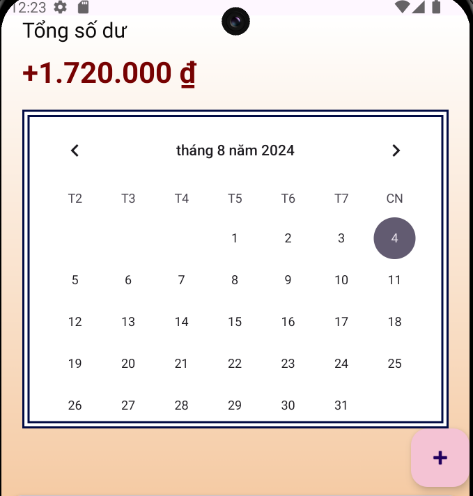 12:23
Tổng số dư
+1.720.000 ₫
tháng 8 năm 2024
T2 T3 T4 T5 T6 T7 CN
1 2 3 4
5 6 7 8 9 10 11
12 13 14 15 16 17 18
19 20 21 22 23 24 25
26 27 28 29 30 31
+